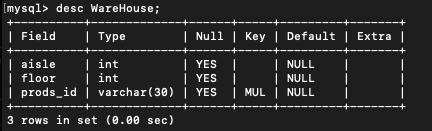 mysql> desc WareHouse;
+----------+-------------+------+-----+---------+-------+
| Field    | Type        | Null | Key | Default | Extra |
+----------+-------------+------+-----+---------+-------+
| aisle    | int         | YES  |     | NULL    |       |
| floor    | int         | YES  |     | NULL    |       |
| prods_id | varchar(30) | YES  | MUL | NULL    |       |
+----------+-------------+------+-----+---------+-------+
3 rows in set (0.00 sec)